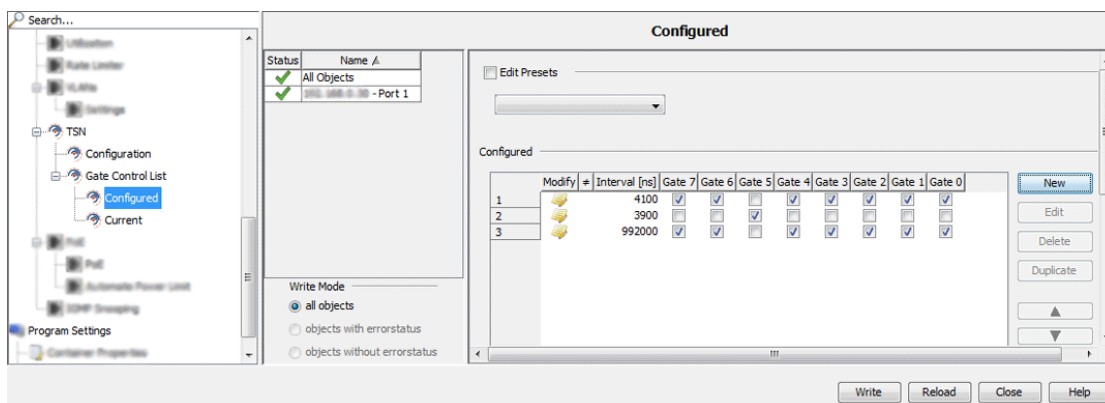 Search...
Configured
Status Name
All Objects
- Port 1
Edit Presets
TSN
Configuration
Gate Control List
Configured
Current
Configured
Modify ≠ Interval [ns] Gate 7 Gate 6 Gate 5 Gate 4 Gate 3 Gate 2 Gate 1 Gate 0
1 4100
2 3900
3 992000
New
Edit
Delete
Duplicate
Write Mode
all objects
objects with errorstatus
objects without errorstatus
Program Settings
Write Reload Close Help